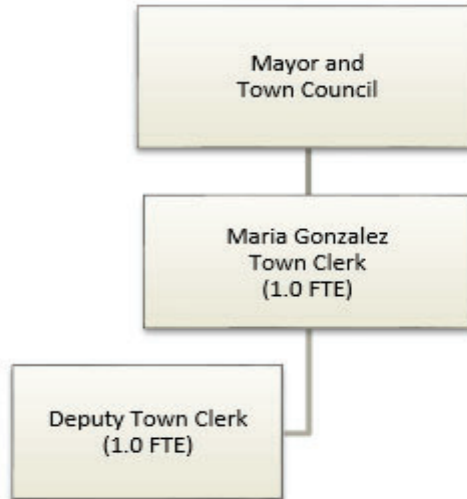 Mayor and
Town Council
Maria Gonzalez
Town Clerk
(1.0 FTE)
Deputy Town Clerk
(1.0 FTE)